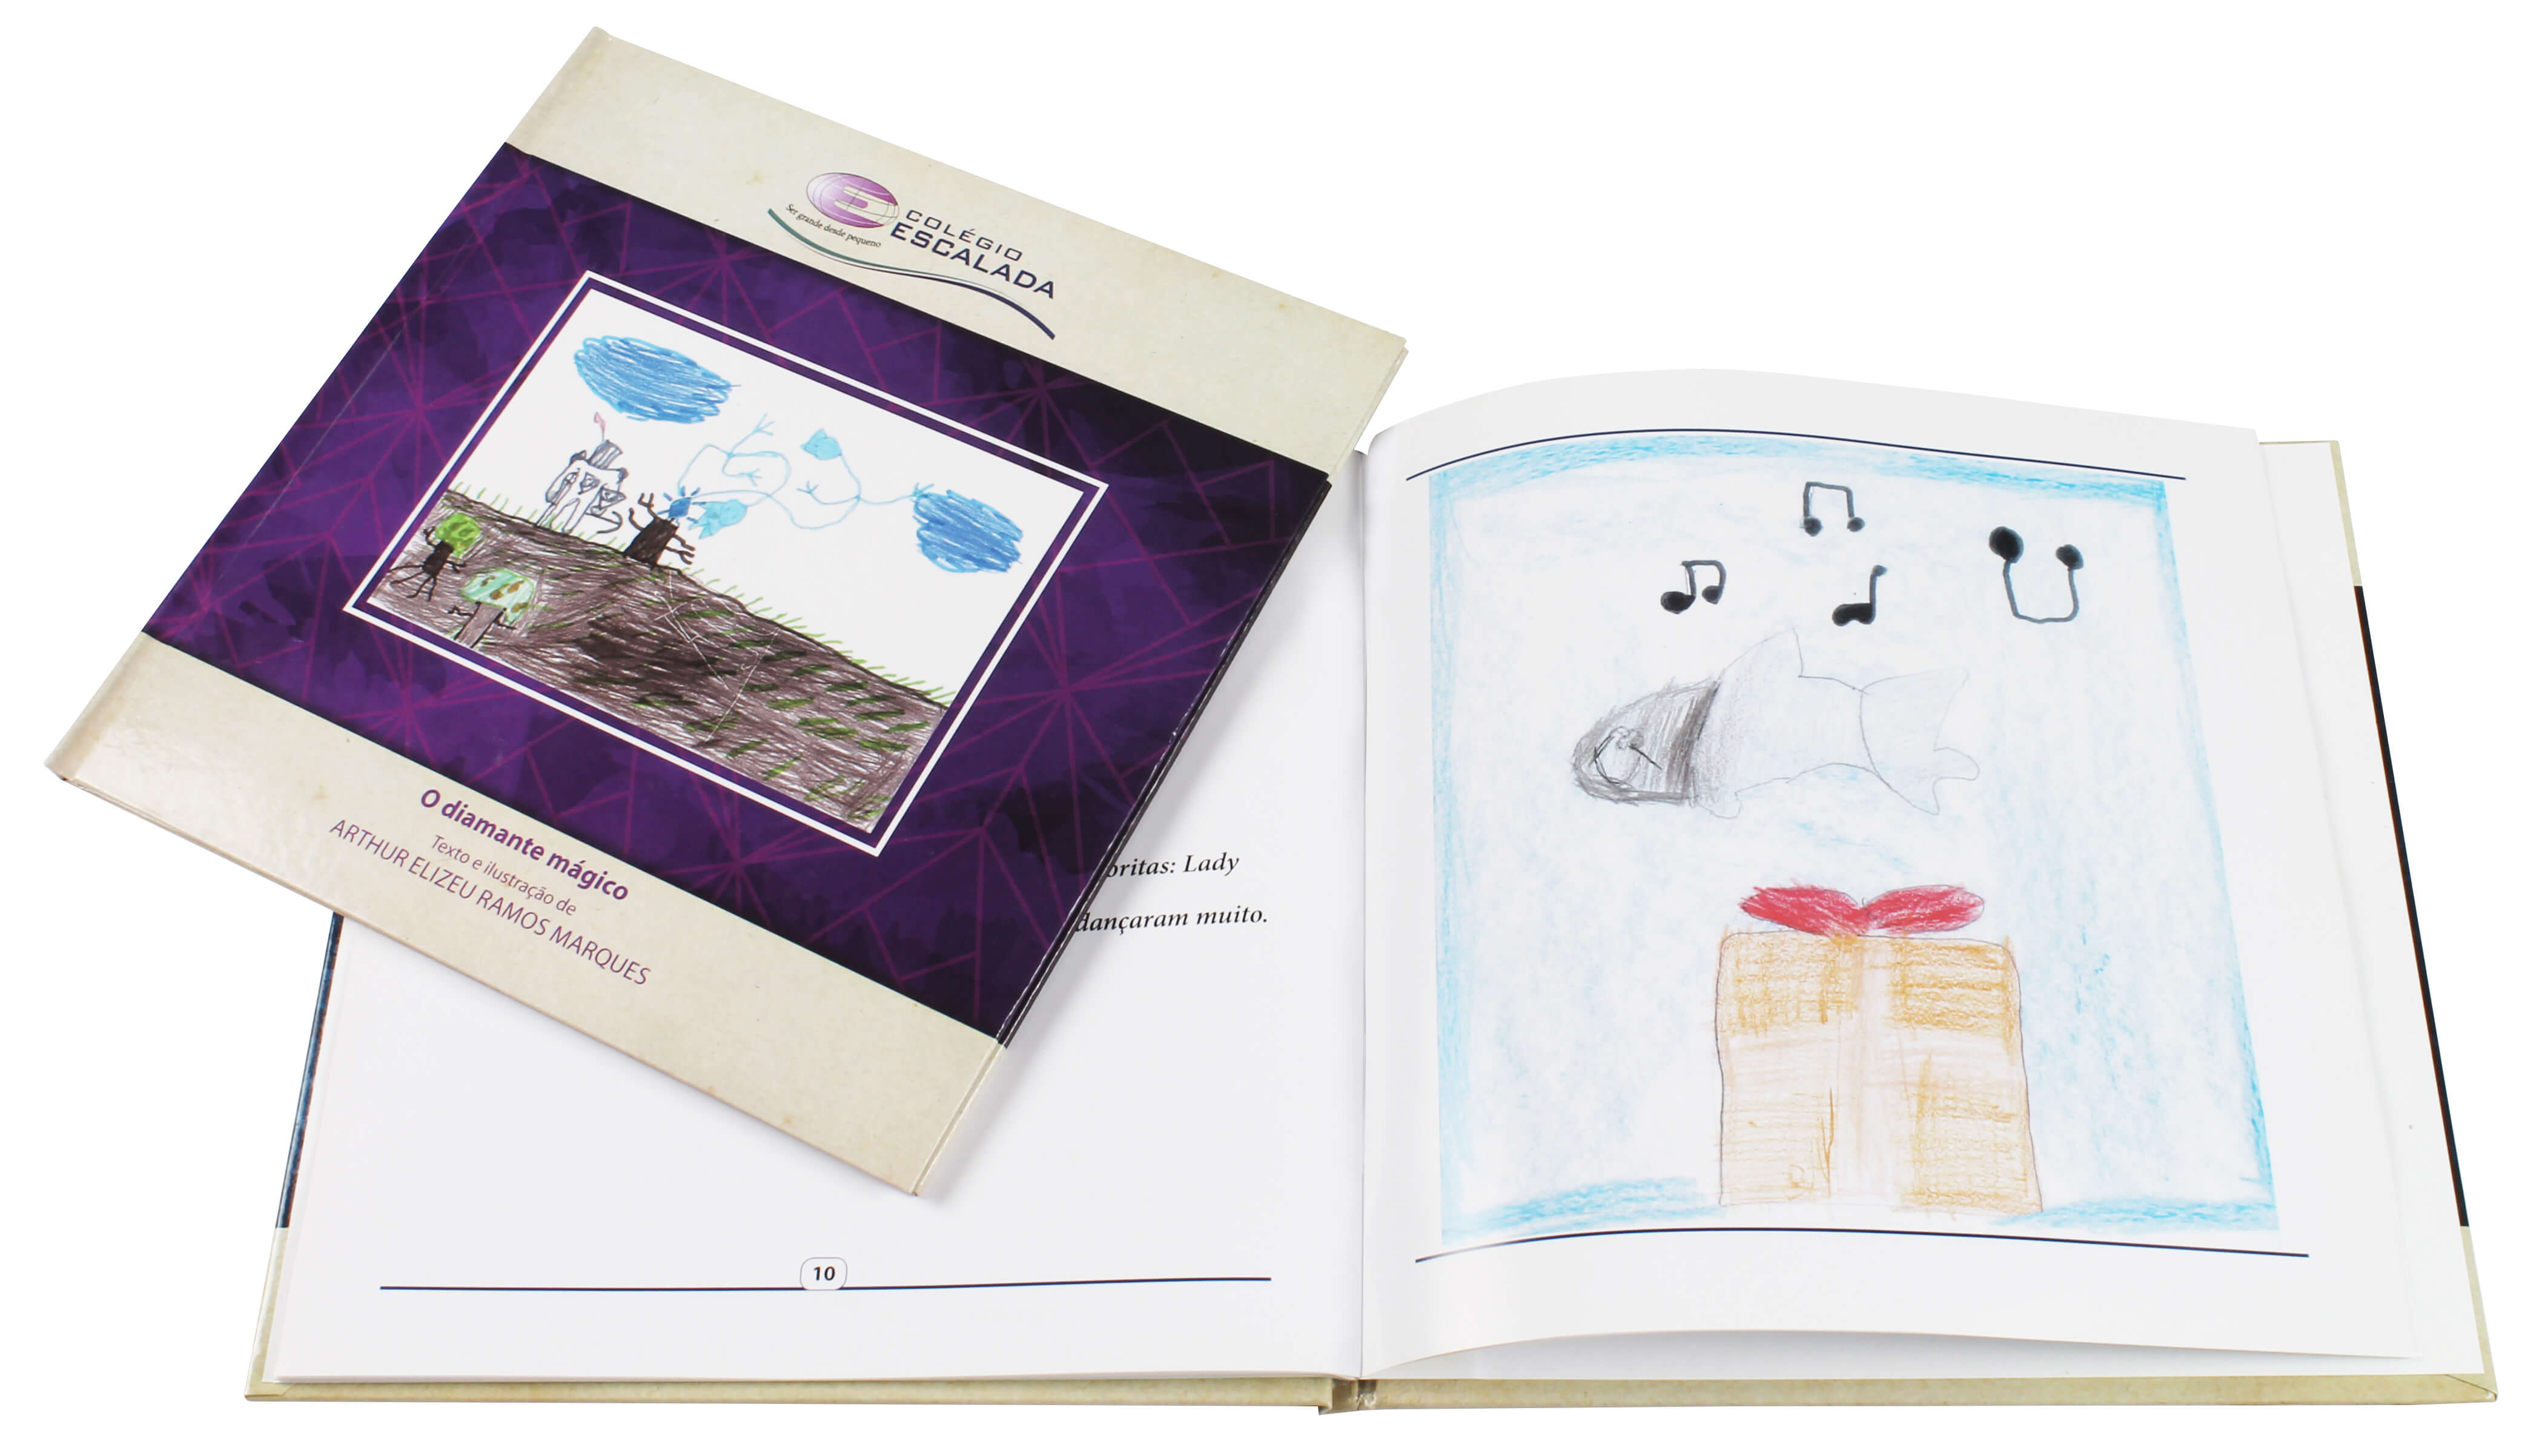 COLÉGIO
ESCALADA
Ser grande desde pequeno
O diamante mágico
Texto e ilustração de
ARTHUR ELIZEU RAMOS MARQUES
oritas: Lady
dançaram muito.
10